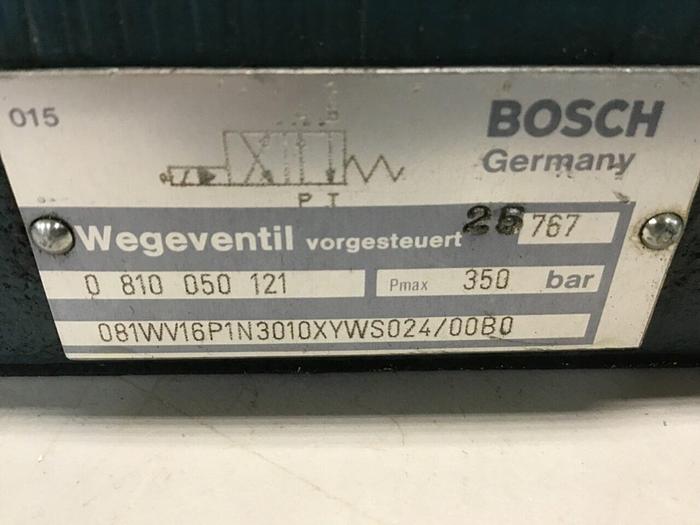 015
BOSCH
Germany
P T
Wegeventil vorgesteuert 767
0 810 050 121 Pmax 350 bar
081WV16P1N3010XYWS024/00B0